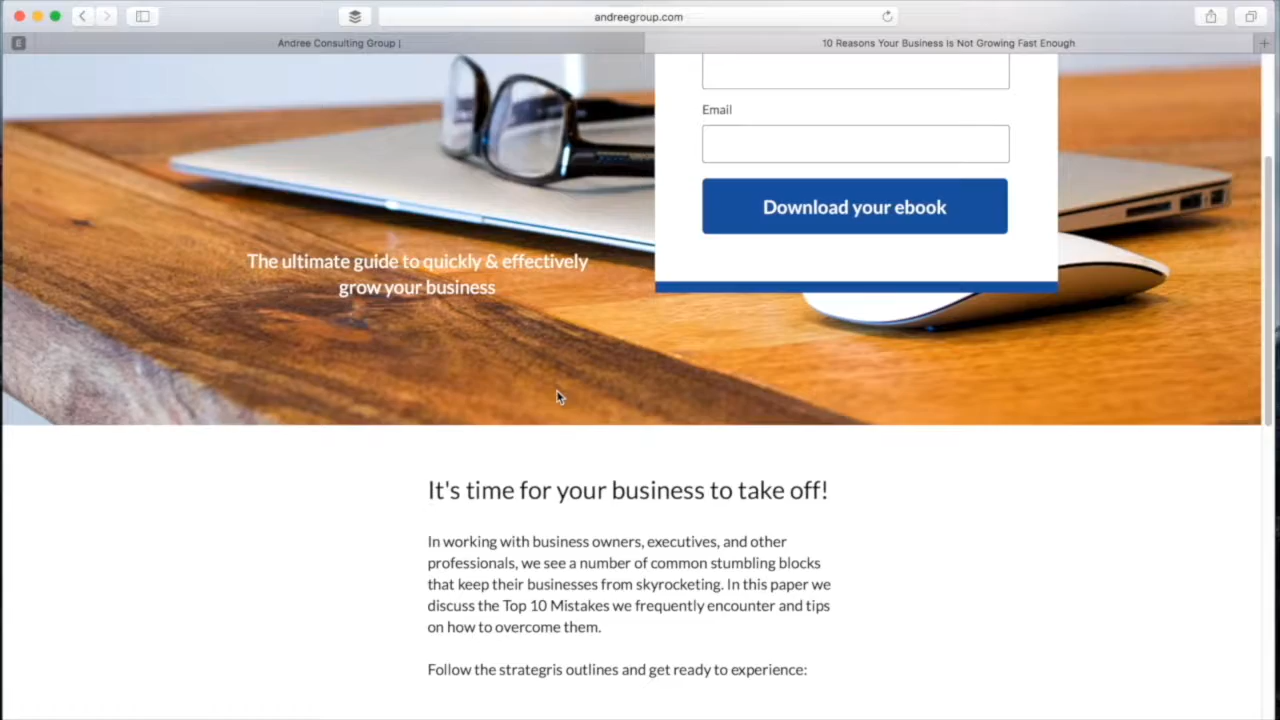 andreegroup.com
E
Andree Consulting Group |
10 Reasons Your Business Is Not Growing Fast Enough
Email
Download your ebook
The ultimate guide to quickly & effectively
grow your business
It's time for your business to take off!
In working with business owners, executives, and other
professionals, we see a number of common stumbling blocks
that keep their businesses from skyrocketing. In this paper we
discuss the Top 10 Mistakes we frequently encounter and tips
on how to overcome them.
Follow the strategris outlines and get ready to experience: